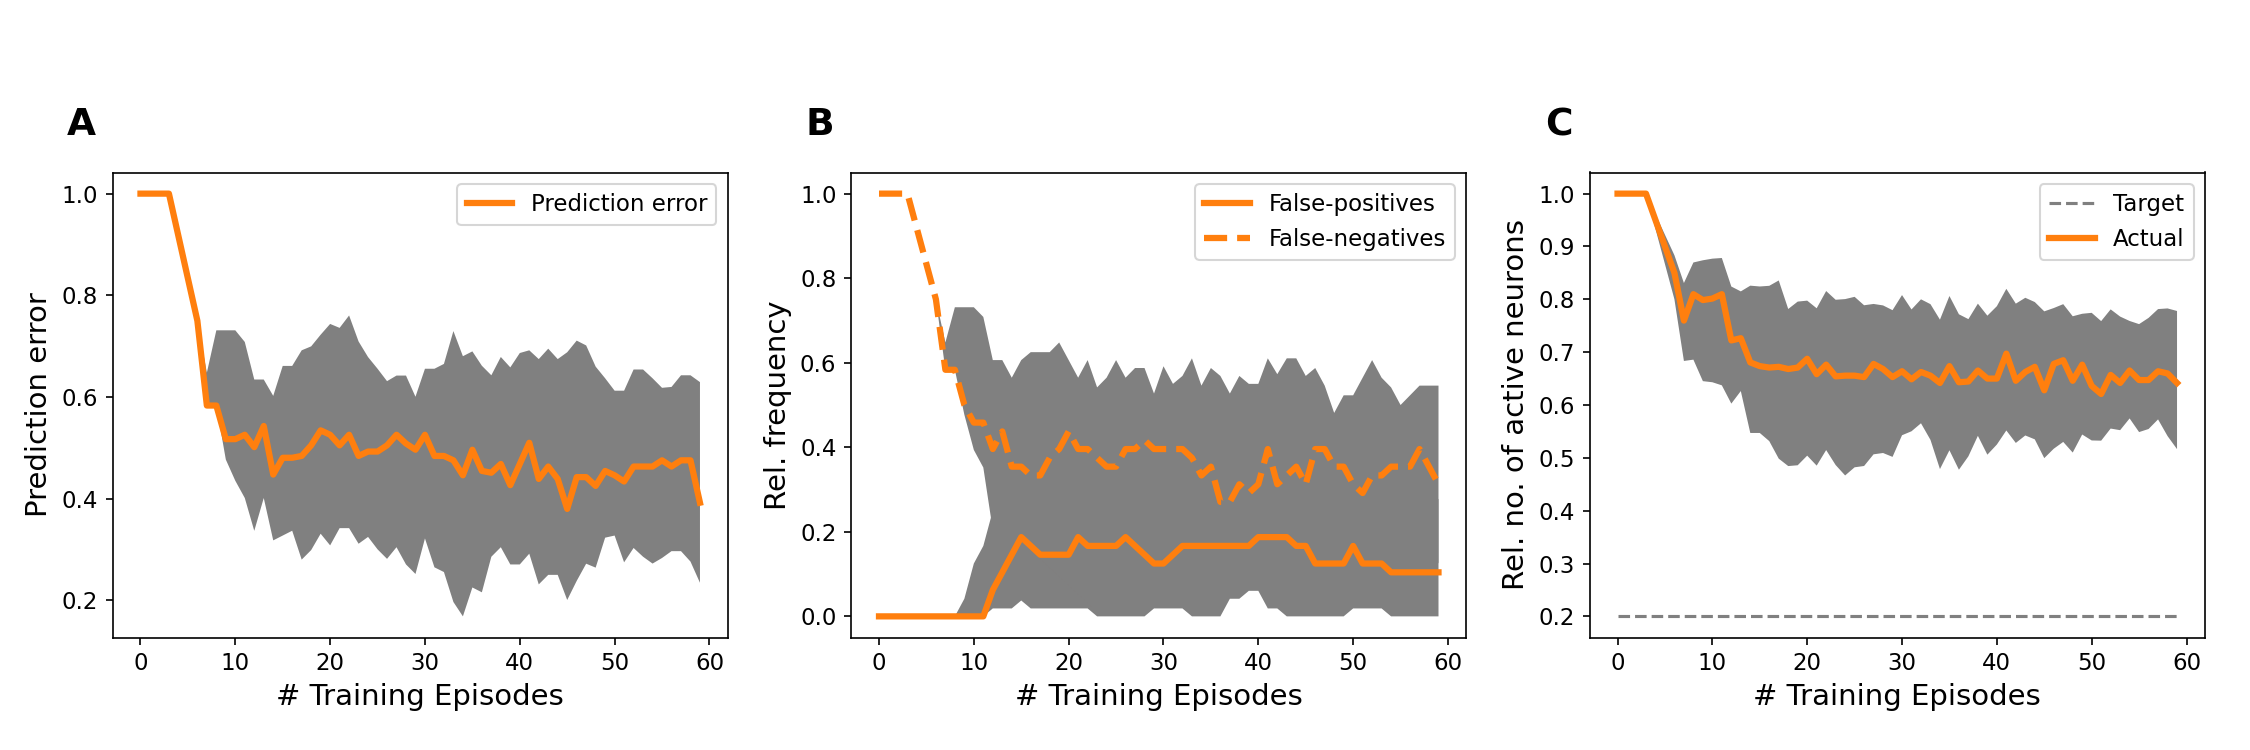 A
B
C
Prediction error
1.0
0.8
0.6
0.4
0.2
0
10
20
30
40
50
60
# Training Episodes
Prediction error
Rel. frequency
1.0
0.8
0.6
0.4
0.2
0.0
0
10
20
30
40
50
60
# Training Episodes
False-positives
False-negatives
Rel. no. of active neurons
1.0
0.9
0.8
0.7
0.6
0.5
0.4
0.3
0.2
0
10
20
30
40
50
60
# Training Episodes
Target
Actual